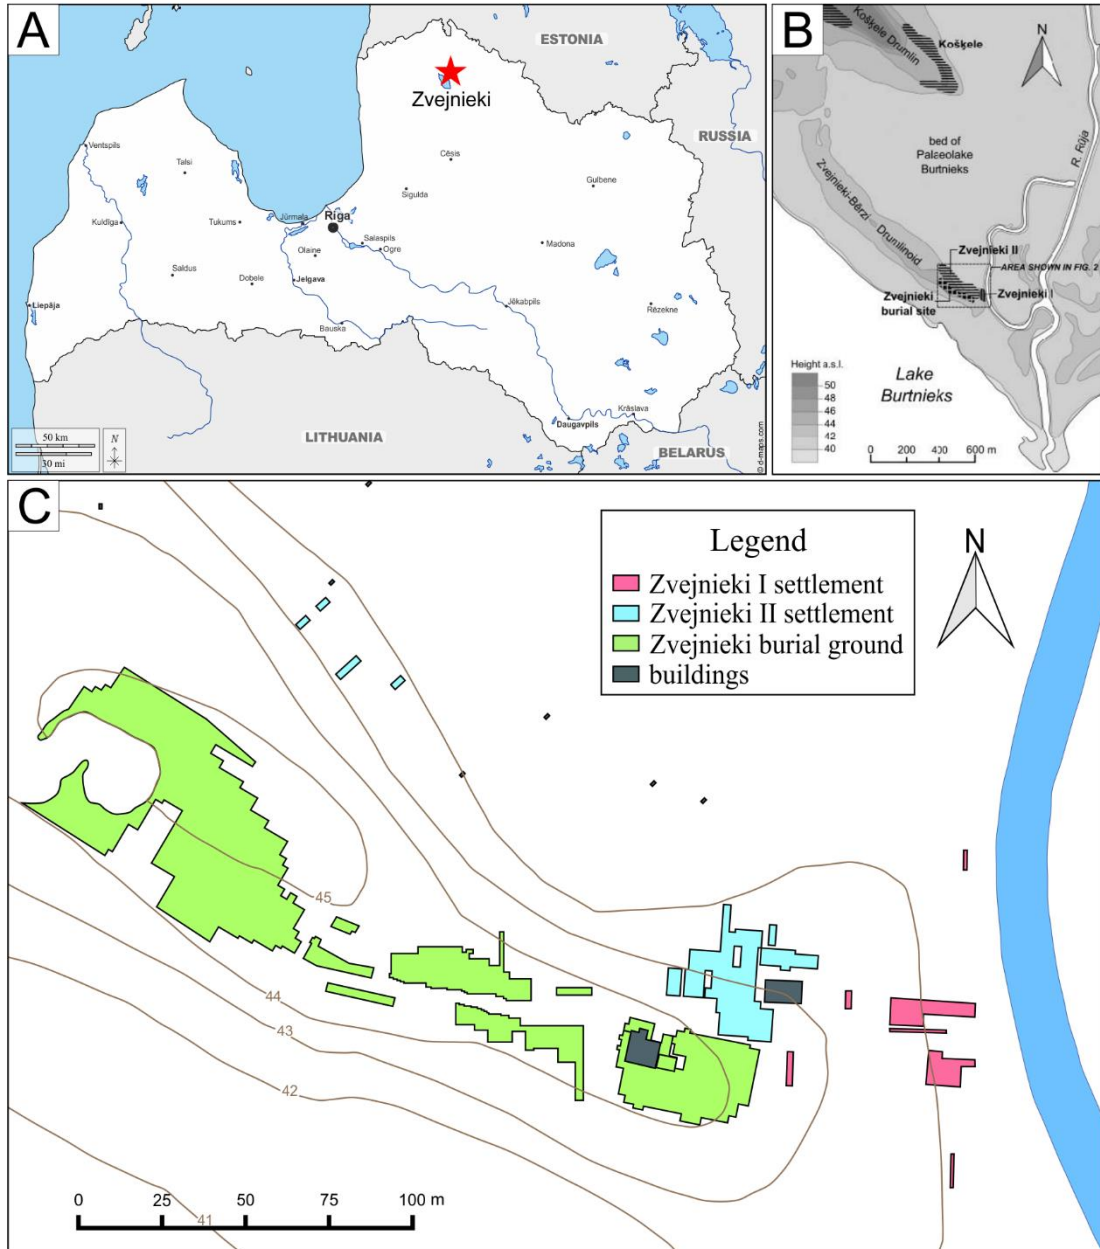 A
ESTONIA
Zvejnieki
RUSSIA
Ventspils
Talsi
Cēsis
Sigulda
Gulbene
Kuldīga
Tukums
Jūrmala
Rīga
Salaspils
Ogre
Olaine
Madona
Saldus
Dobele
Jelgava
Liepāja
Jēkabpils
Rēzekne
Bauska
Daugavpils
Krāslava
LITHUANIA
BELARUS
50 km
30 mi
N
© d-maps.com
B
Košķele Drumlin
Košķele
N
bed of
Palaeolake
Burtnieks
R. Rūja
Zvejnieki-Bērzi Drumlinoid
Zvejnieki II
AREA SHOWN IN FIG. 2
Zvejnieki
burial site
Zvejnieki I
Height a.s.l.
50
48
46
44
42
40
Lake
Burtnieks
0 200 400 600 m
C
Legend
Zvejnieki I settlement
Zvejnieki II settlement
Zvejnieki burial ground
buildings
N
45
44
43
42
41
0 25 50 75 100 m